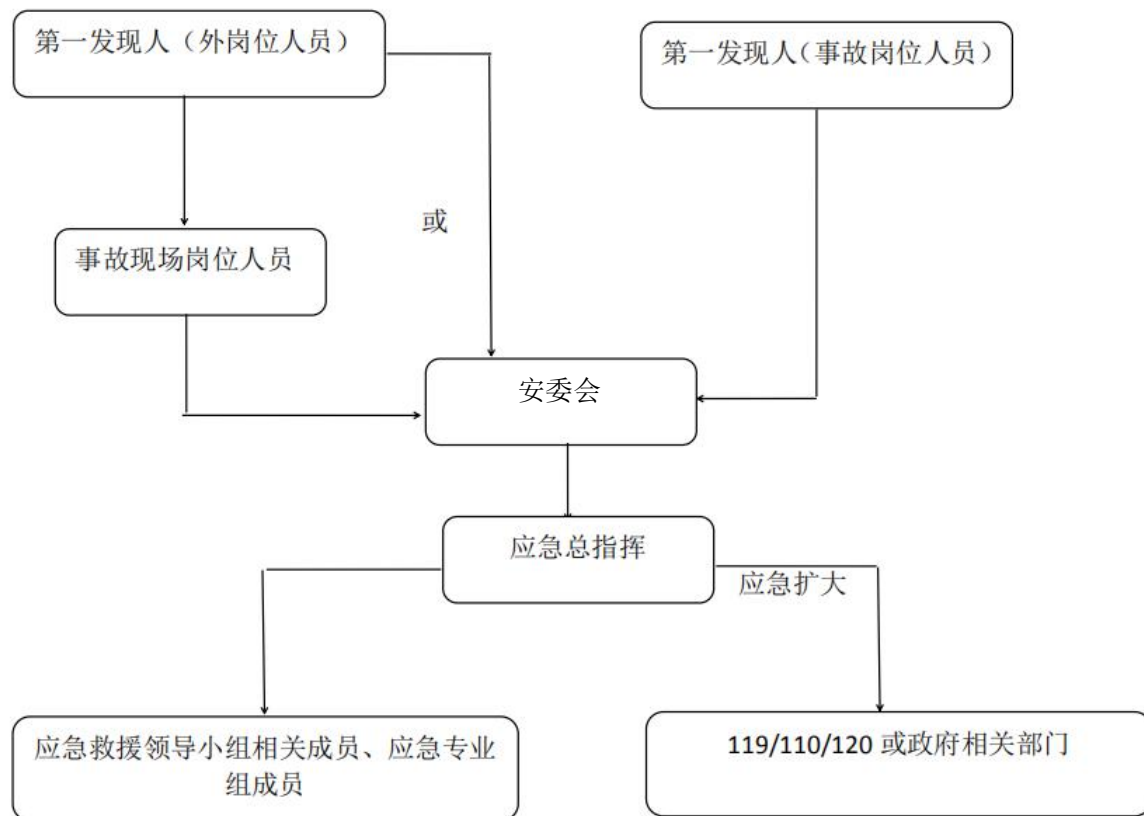 第一发现人（外岗位人员）
第一发现人（事故岗位人员）
或
事故现场岗位人员
安委会
应急总指挥
应急扩大
应急救援领导小组相关成员、应急专业
组成员
119/110/120 或政府相关部门